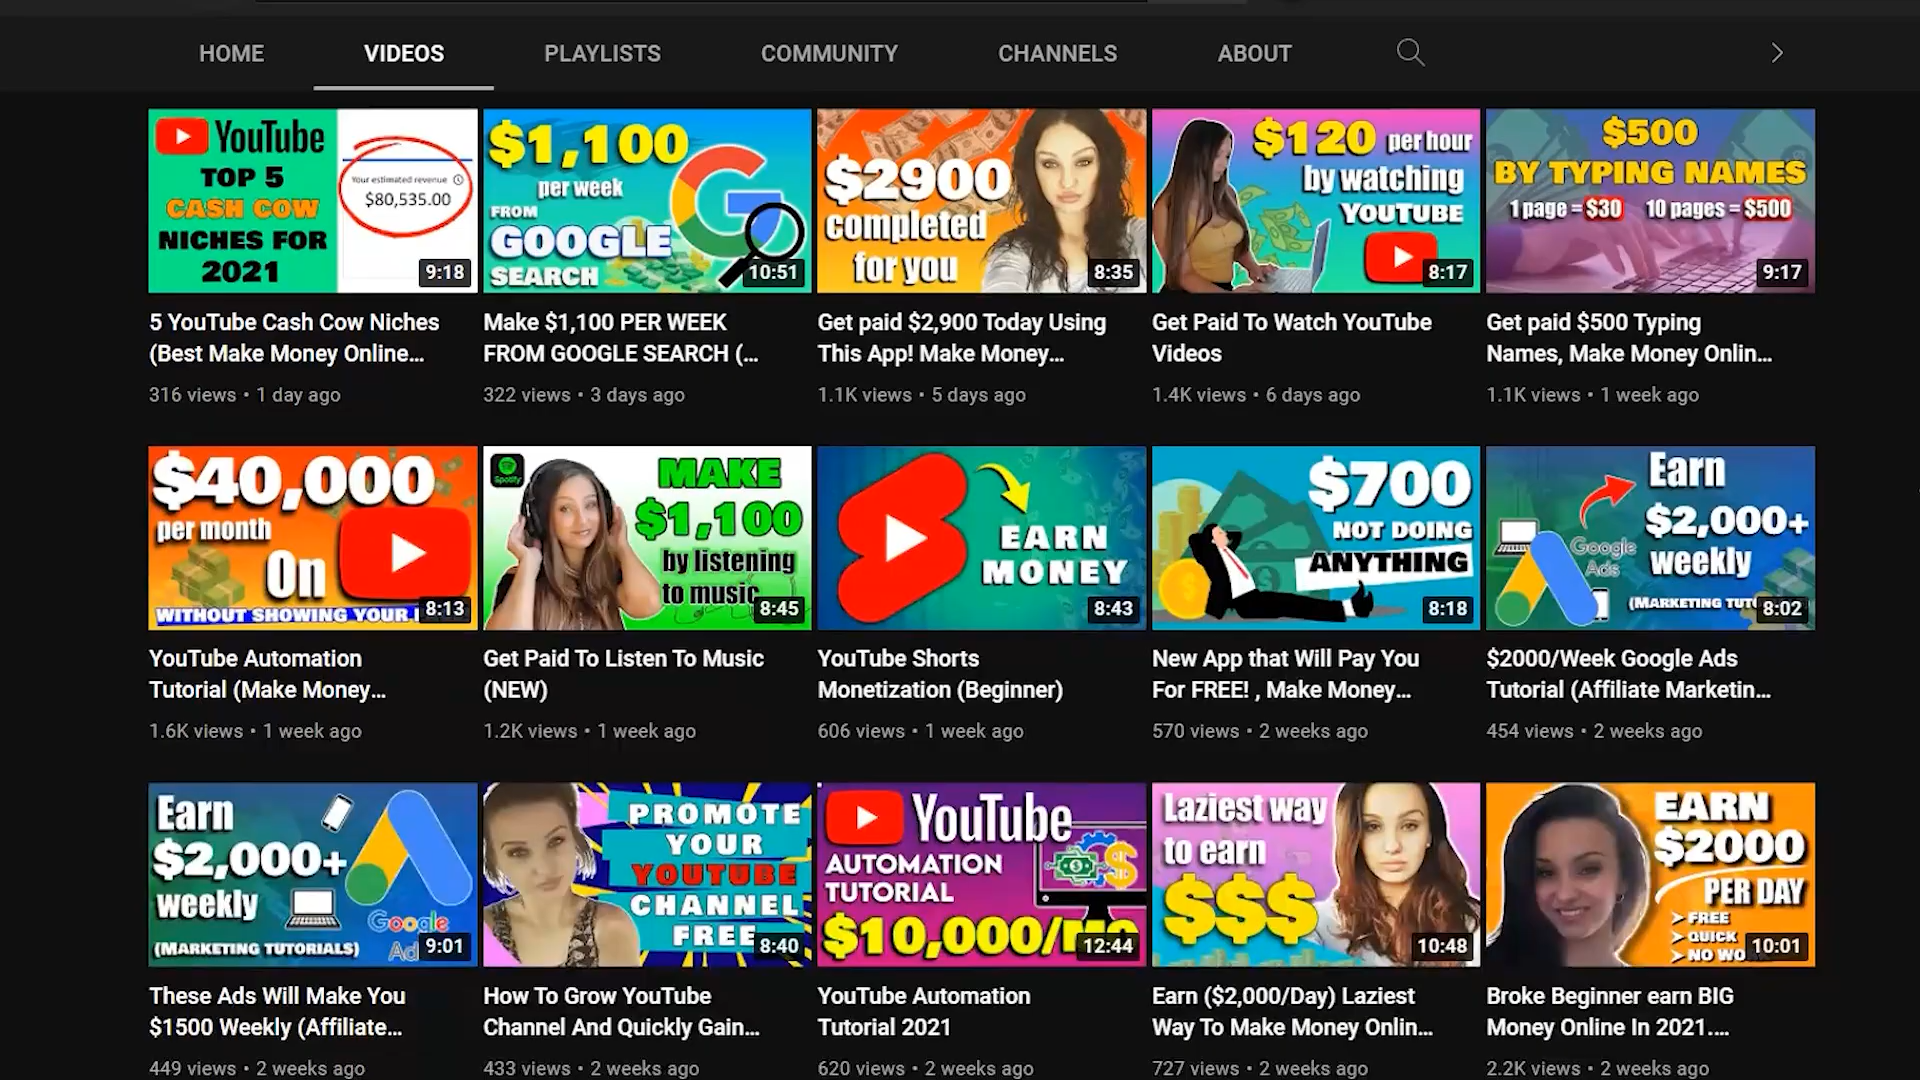 HOME VIDEOS PLAYLISTS COMMUNITY CHANNELS ABOUT
YouTube
TOP 5
CASH COW
NICHES FOR
2021
Your estimated revenue
$80,535.00
9:18
$1,100
per week
FROM
GOOGLE
SEARCH
10:51
$2900
completed
for you
8:35
$120 per hour
by watching
YOUTUBE
8:17
$500
BY TYPING NAMES
1 page = $30 10 pages = $500
9:17
5 YouTube Cash Cow Niches
(Best Make Money Online...
316 views • 1 day ago
Make $1,100 PER WEEK
FROM GOOGLE SEARCH (...
322 views • 3 days ago
Get paid $2,900 Today Using
This App! Make Money...
1.1K views • 5 days ago
Get Paid To Watch YouTube
Videos
1.4K views • 6 days ago
Get paid $500 Typing
Names, Make Money Onlin...
1.1K views • 1 week ago
$40,000
per month
On
WITHOUT SHOWING YOUR
8:13
Spotify
MAKE
$1,100
by listening
to music
8:45
EARN
MONEY
8:43
$700
NOT DOING
ANYTHING
8:18
Earn
$2,000+
weekly
Google
Ads
(MARKETING TUTO
8:02
YouTube Automation
Tutorial (Make Money...
1.6K views • 1 week ago
Get Paid To Listen To Music
(NEW)
1.2K views • 1 week ago
YouTube Shorts
Monetization (Beginner)
606 views • 1 week ago
New App that Will Pay You
For FREE! , Make Money...
570 views • 2 weeks ago
$2000/Week Google Ads
Tutorial (Affiliate Marketin...
454 views • 2 weeks ago
Earn
$2,000+
weekly
(MARKETING TUTORIALS)
Google
Ad
9:01
PROMOTE
YOUR
YOUTUBE
CHANNEL
FREE
8:40
YouTube
AUTOMATION
TUTORIAL
$10,000/MO
12:44
Laziest way
to earn
$$$
10:48
EARN
$2000
PER DAY
➤ FREE
➤ QUICK
➤ NO WO
10:01
These Ads Will Make You
$1500 Weekly (Affiliate...
449 views • 2 weeks ago
How To Grow YouTube
Channel And Quickly Gain...
433 views • 2 weeks ago
YouTube Automation
Tutorial 2021
620 views • 2 weeks ago
Earn ($2,000/Day) Laziest
Way To Make Money Onlin...
727 views • 2 weeks ago
Broke Beginner earn BIG
Money Online In 2021....
2.2K views • 2 weeks ago